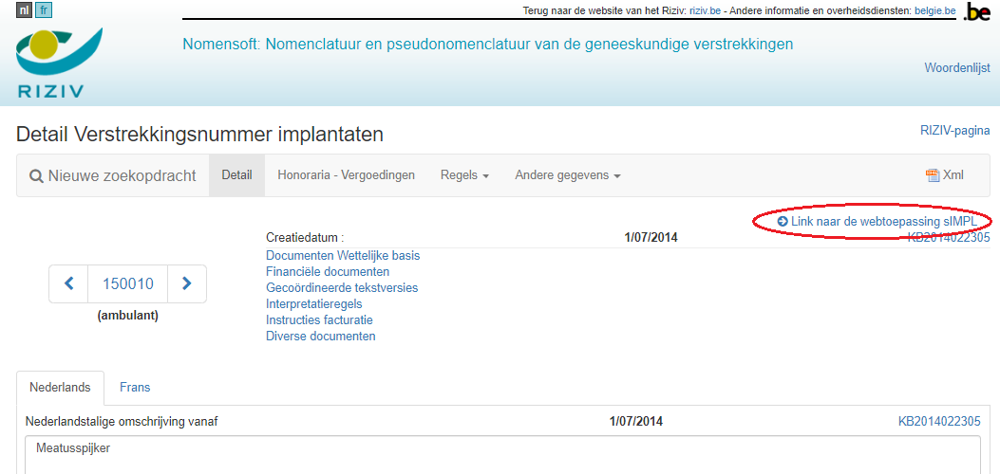 nl fr
Terug naar de website van het Riziv: riziv.be - Andere informatie en overheidsdiensten: belgie.be
.be
Nomensoft: Nomenclatuur en pseudonomenclatuur van de geneeskundige verstrekkingen
Woordenlijst
RIZIV
Detail Verstrekkingsnummer implantaten
RIZIV-pagina
Nieuwe zoekopdracht Detail Honoraria - Vergoedingen Regels Andere gegevens Xml
Link naar de webtoepassing sIMPL
Creatiedatum : 1/07/2014 KB2014022305
Documenten Wettelijke basis
Financiële documenten
Gecoördineerde tekstversies
Interpretatieregels
Instructies facturatie
Diverse documenten
150010
(ambulant)
Nederlands Frans
Nederlandstalige omschrijving vanaf 1/07/2014 KB2014022305
Meatusspijker